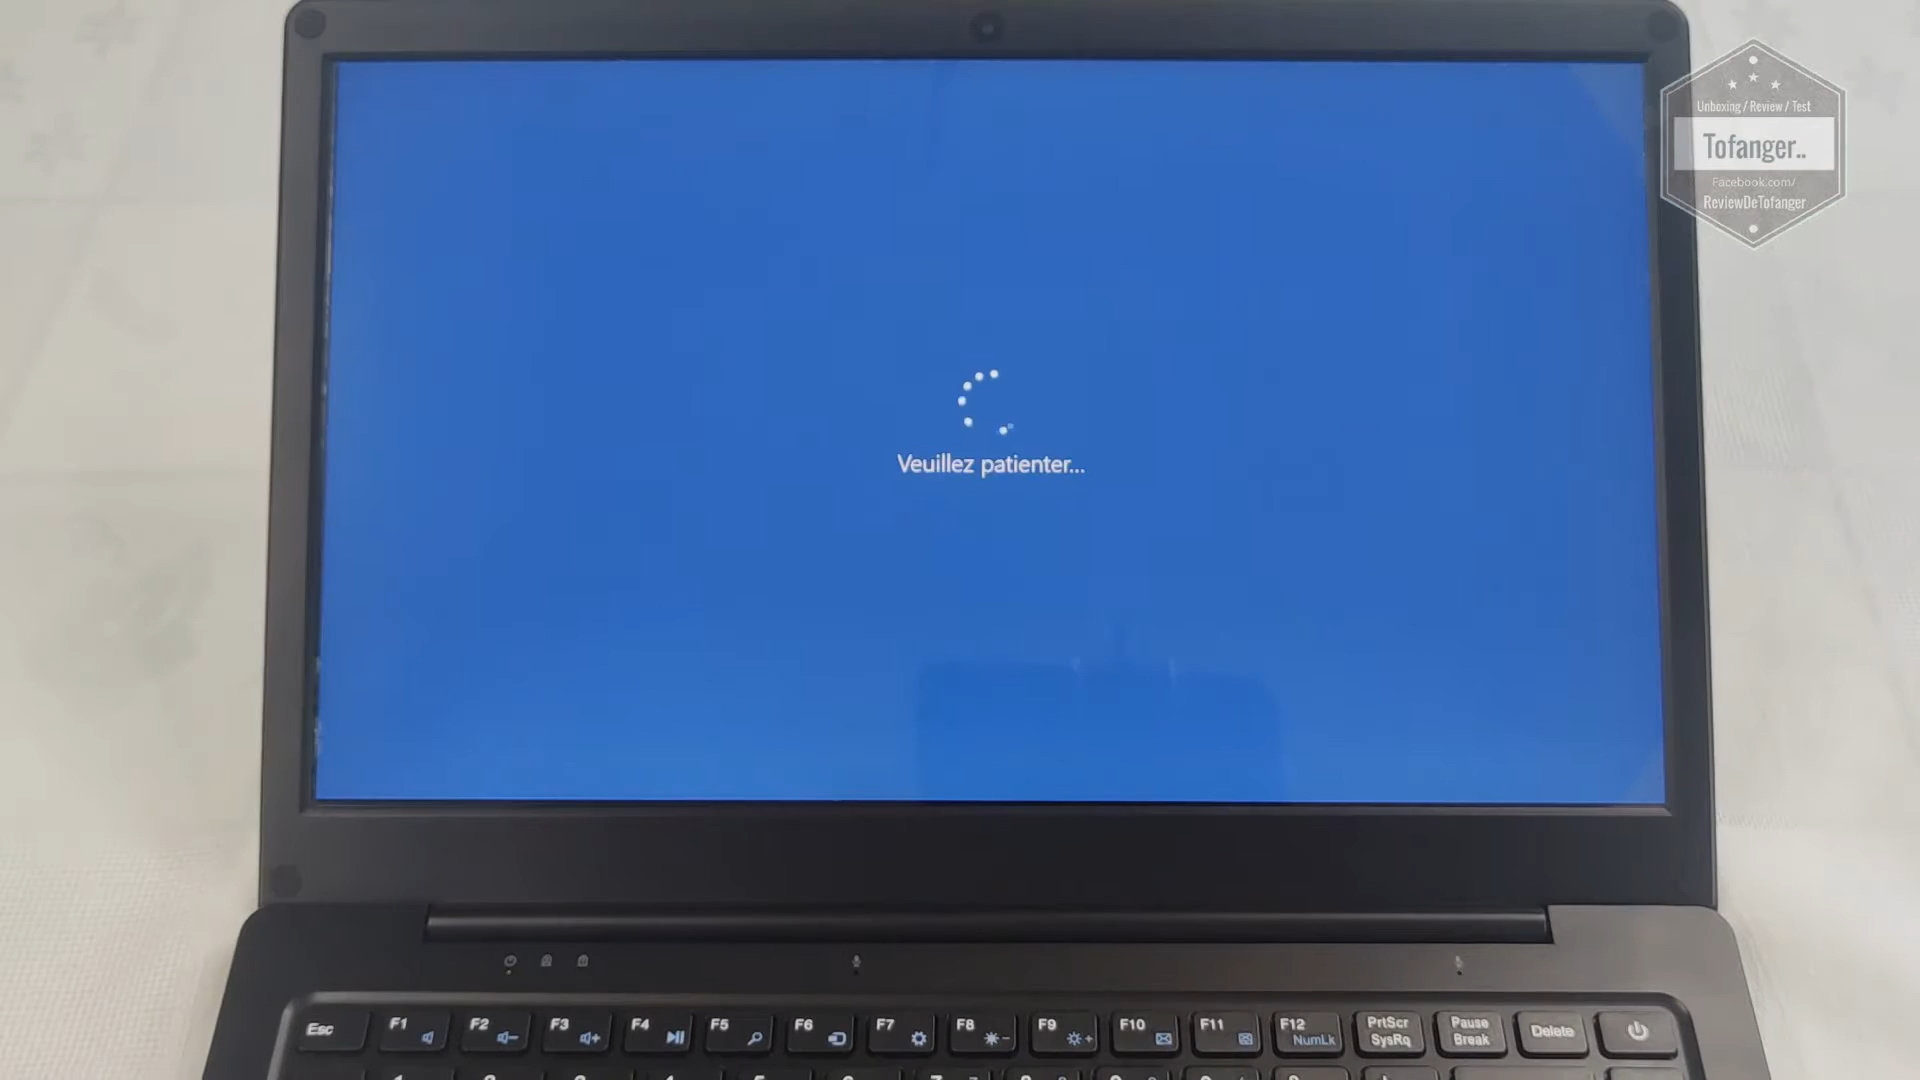 Unboxing / Review / Test
Tofanger..
Facebook.com/
ReviewDeTofanger
Veuillez patienter...
Esc F1 F2 F3 F4 F5 F6 F7 F8 F9 F10 F11 F12 NumLk PrtScr SysRq Pause Break Delete